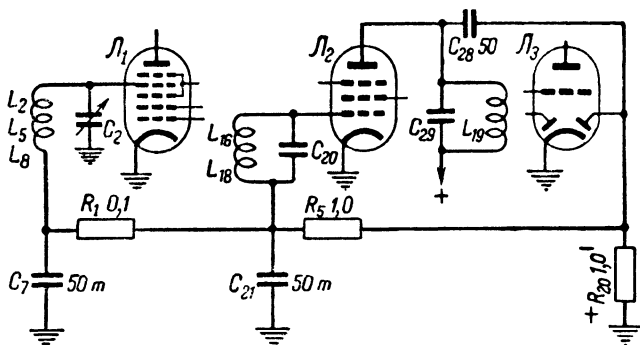 Л₁
Л₂
C₂₈ 50
Л₃
L₂
L₅
L₈
C₂
L₁₆
L₁₈
C₂₀
C₂₉
L₁₉
+
R₁ 0,1
R₅ 1,0
C₇
50 т
C₂₁
50 т
+ R₂₀ 1,0